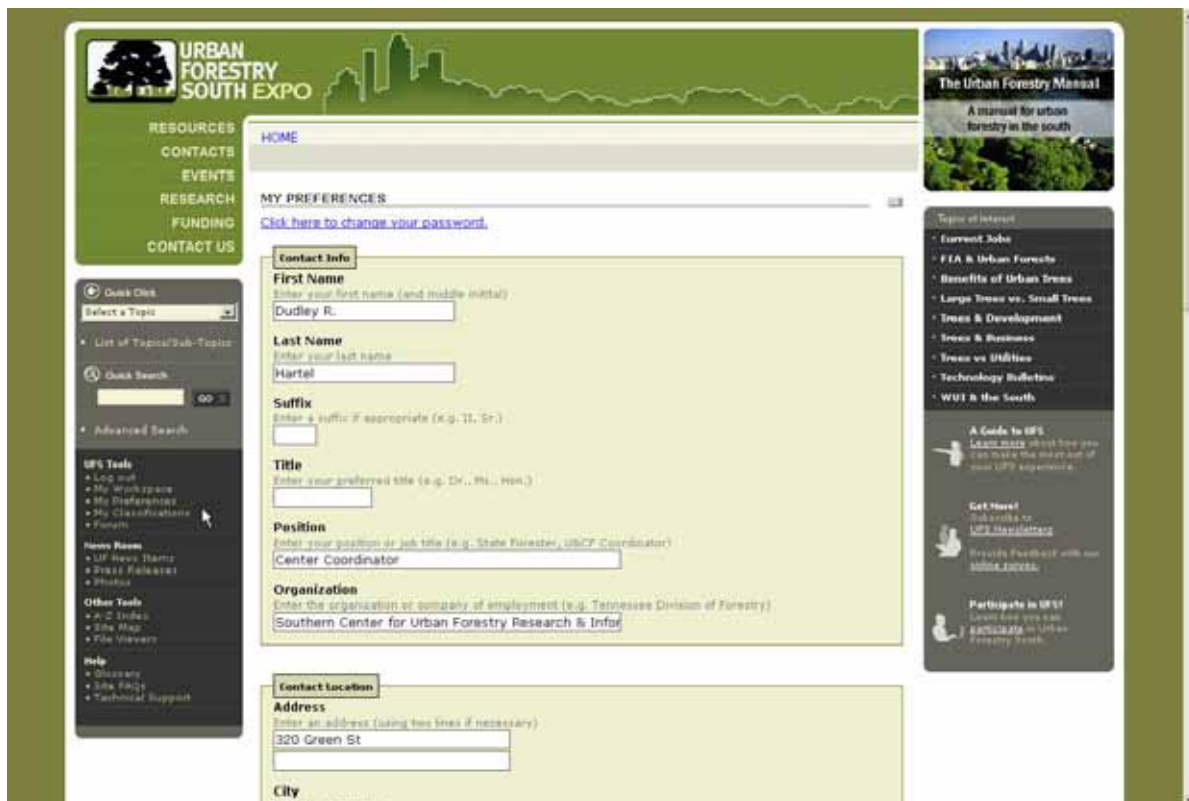 URBAN
FORESTRY
SOUTH EXPO
RESOURCES
CONTACTS
EVENTS
RESEARCH
FUNDING
CONTACT US
Quick Click
Select a Topic
List of Topics/Sub-Topics
Quick Search
GO
Advanced Search
UFS Tools
Log out
My Workspace
My Preferences
My Classifications
Forum
News Room
UF News Items
Press Releases
Photos
Other Tools
A-Z Index
Site Map
File Viewers
Help
Glossary
Site FAQs
Technical Support
HOME
MY PREFERENCES
Click here to change your password.
Contact Info
First Name
Enter your first name (and middle initial)
Dudley R.
Last Name
Enter your last name
Hartel
Suffix
Enter a suffix if appropriate (e.g. II, Sr.)
Title
Enter your preferred title (e.g. Dr., Ms., Hon.)
Position
Enter your position or job title (e.g. State Forester, U&CF Coordinator)
Center Coordinator
Organization
Enter the organization or company of employment (e.g. Tennessee Division of Forestry)
Southern Center for Urban Forestry Research & Infor
Contact Location
Address
Enter an address (using two lines if necessary)
320 Green St
City
The Urban Forestry Manual
A manual for urban
forestry in the south
Topics of Interest
Current Jobs
FIA & Urban Forests
Benefits of Urban Trees
Large Trees vs. Small Trees
Trees & Development
Trees & Business
Trees vs Utilities
Technology Bulletins
WUI & the South
A Guide to UFS
Learn more about how you
can make the most out of
your UFS experience.
Get More!
Subscribe to
UFS Newsletters
Provide Feedback with our
online survey.
Participate in UFS!
Learn how you can
participate in Urban
Forestry South.